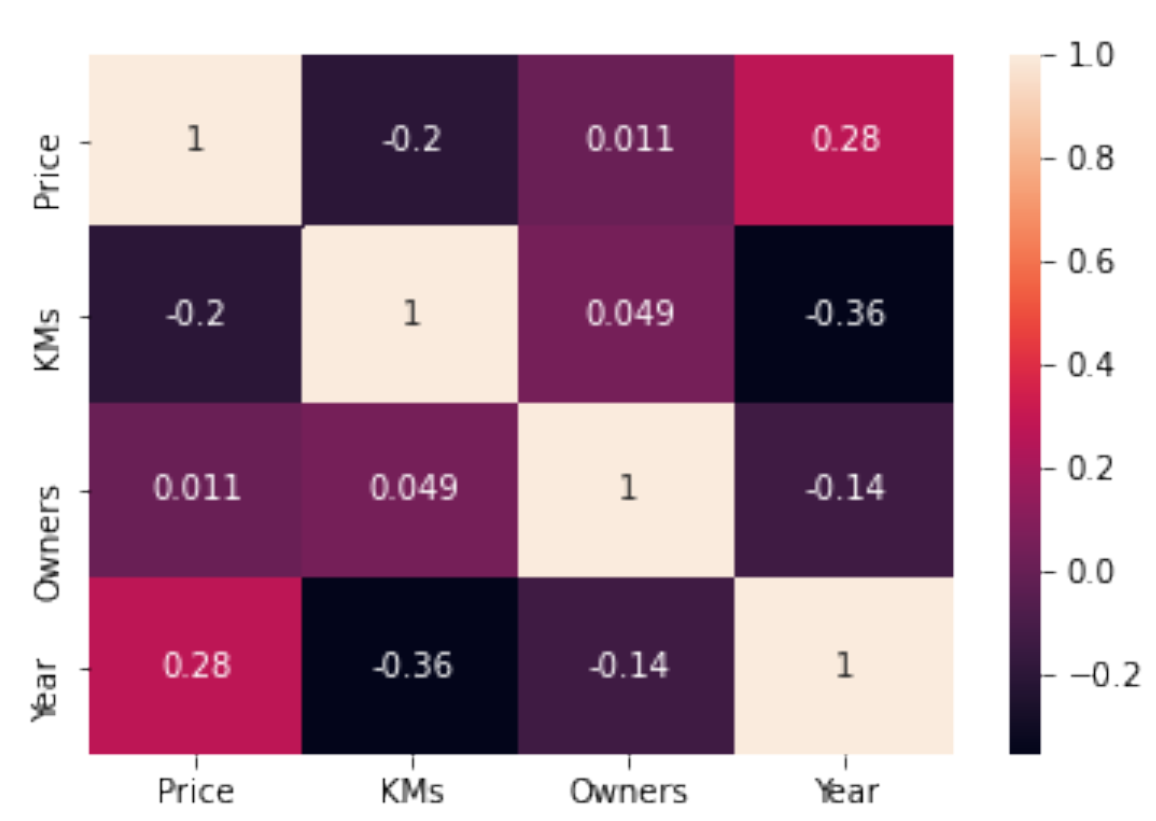 1.0
Price 1 -0.2 0.011 0.28
0.8
0.6
KMs -0.2 1 0.049 -0.36
0.4
0.2
Owners 0.011 0.049 1 -0.14
0.0
Year 0.28 -0.36 -0.14 1
−0.2
Price KMs Owners Year